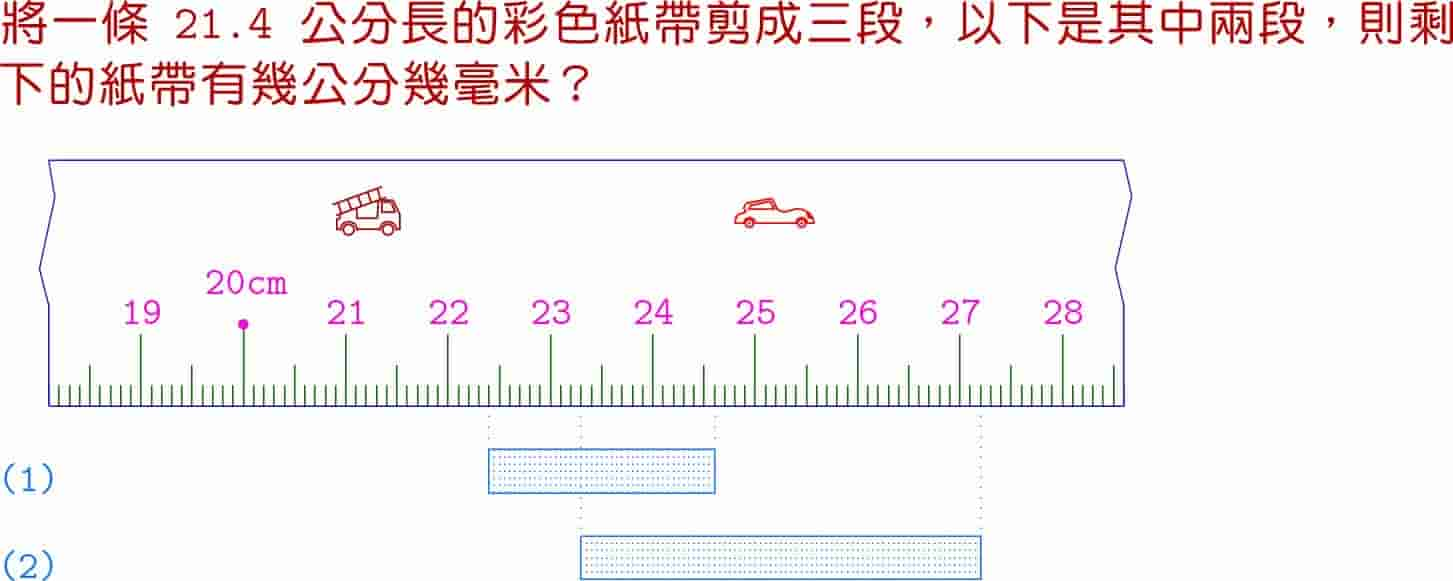 將一條 21.4 公分長的彩色紙帶剪成三段，以下是其中兩段，則剩
下的紙帶有幾公分幾毫米？
19 20cm 21 22 23 24 25 26 27 28
(1)
(2)